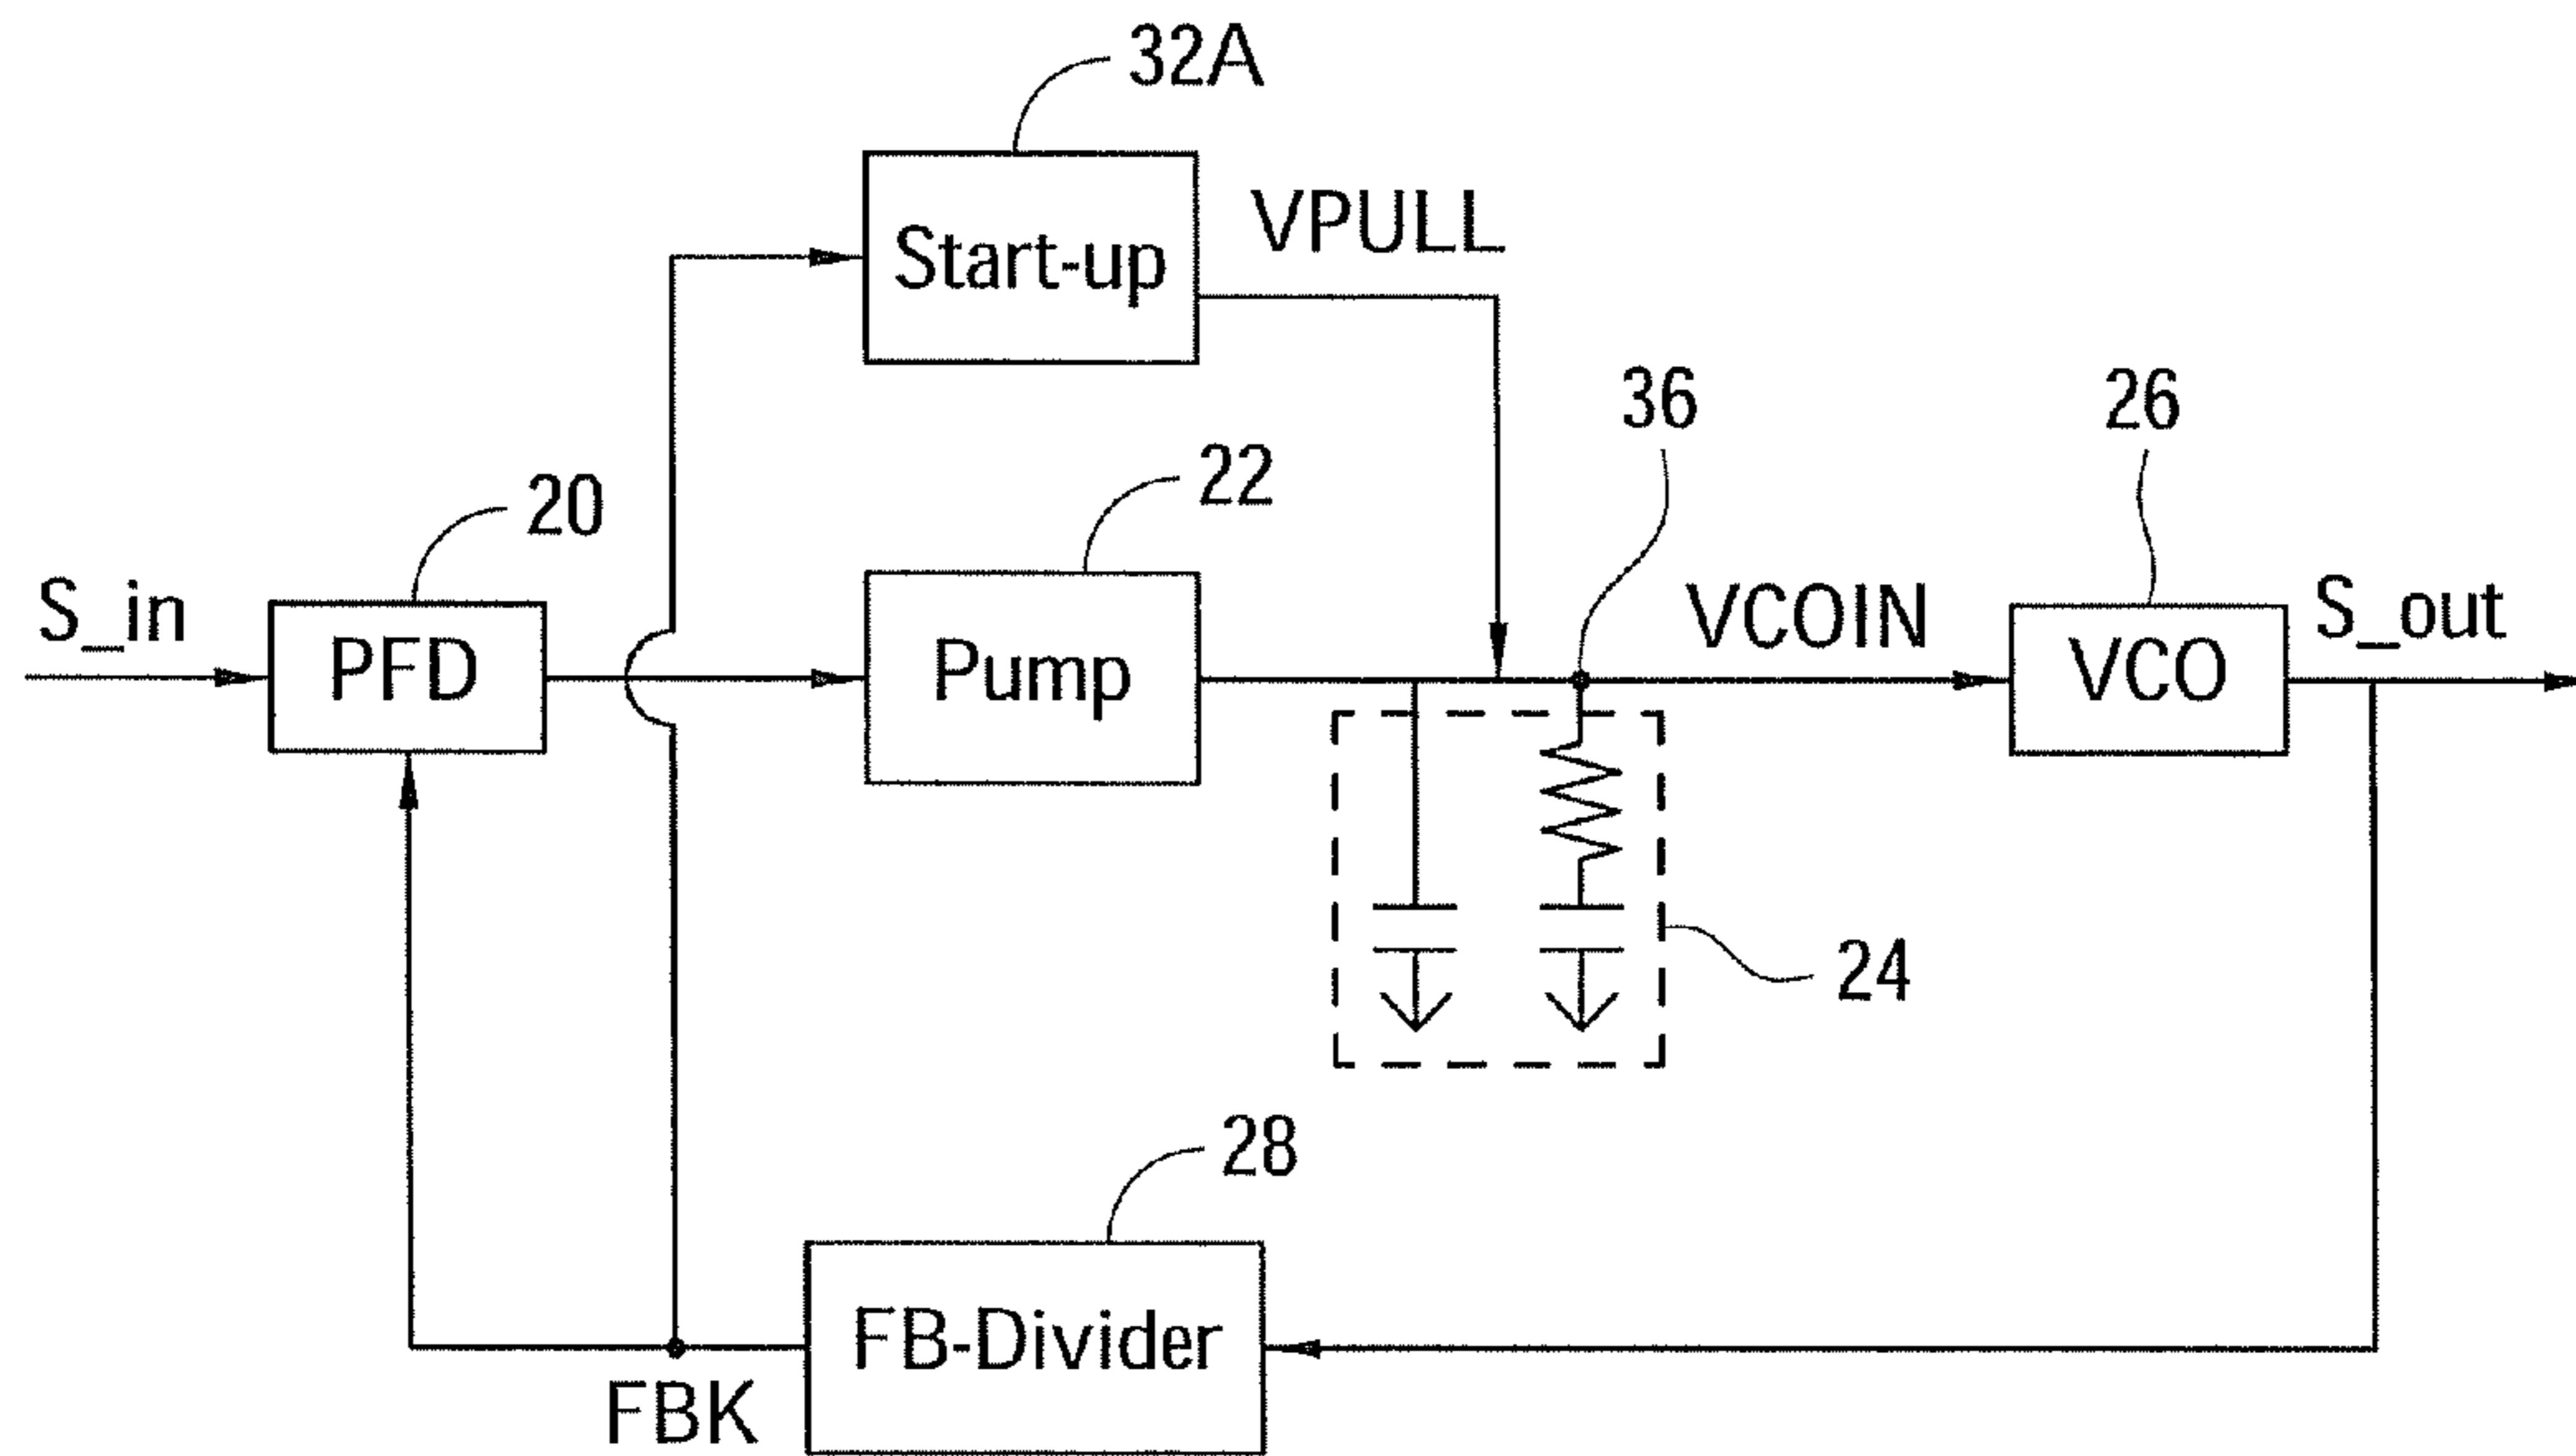 32A
Start-up
VPULL
36
26
20
22
S_in
PFD
Pump
VCOIN
VCO
S_out
24
28
FB-Divider
FBK